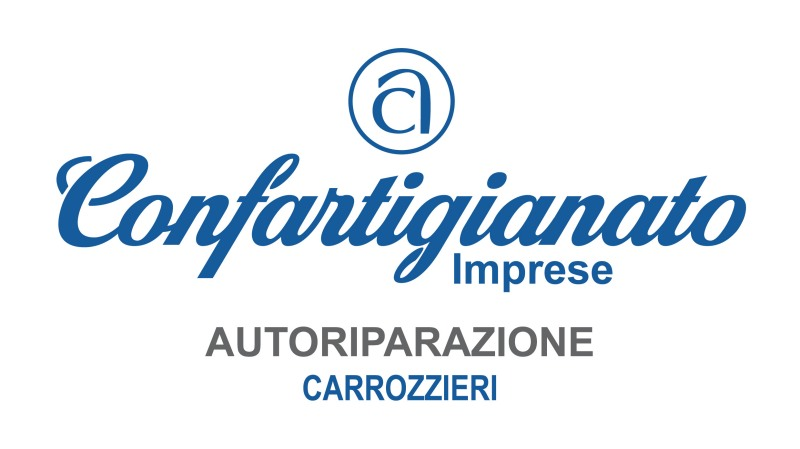 Confartigianato
Imprese
AUTORIPARAZIONE
CARROZZIERI